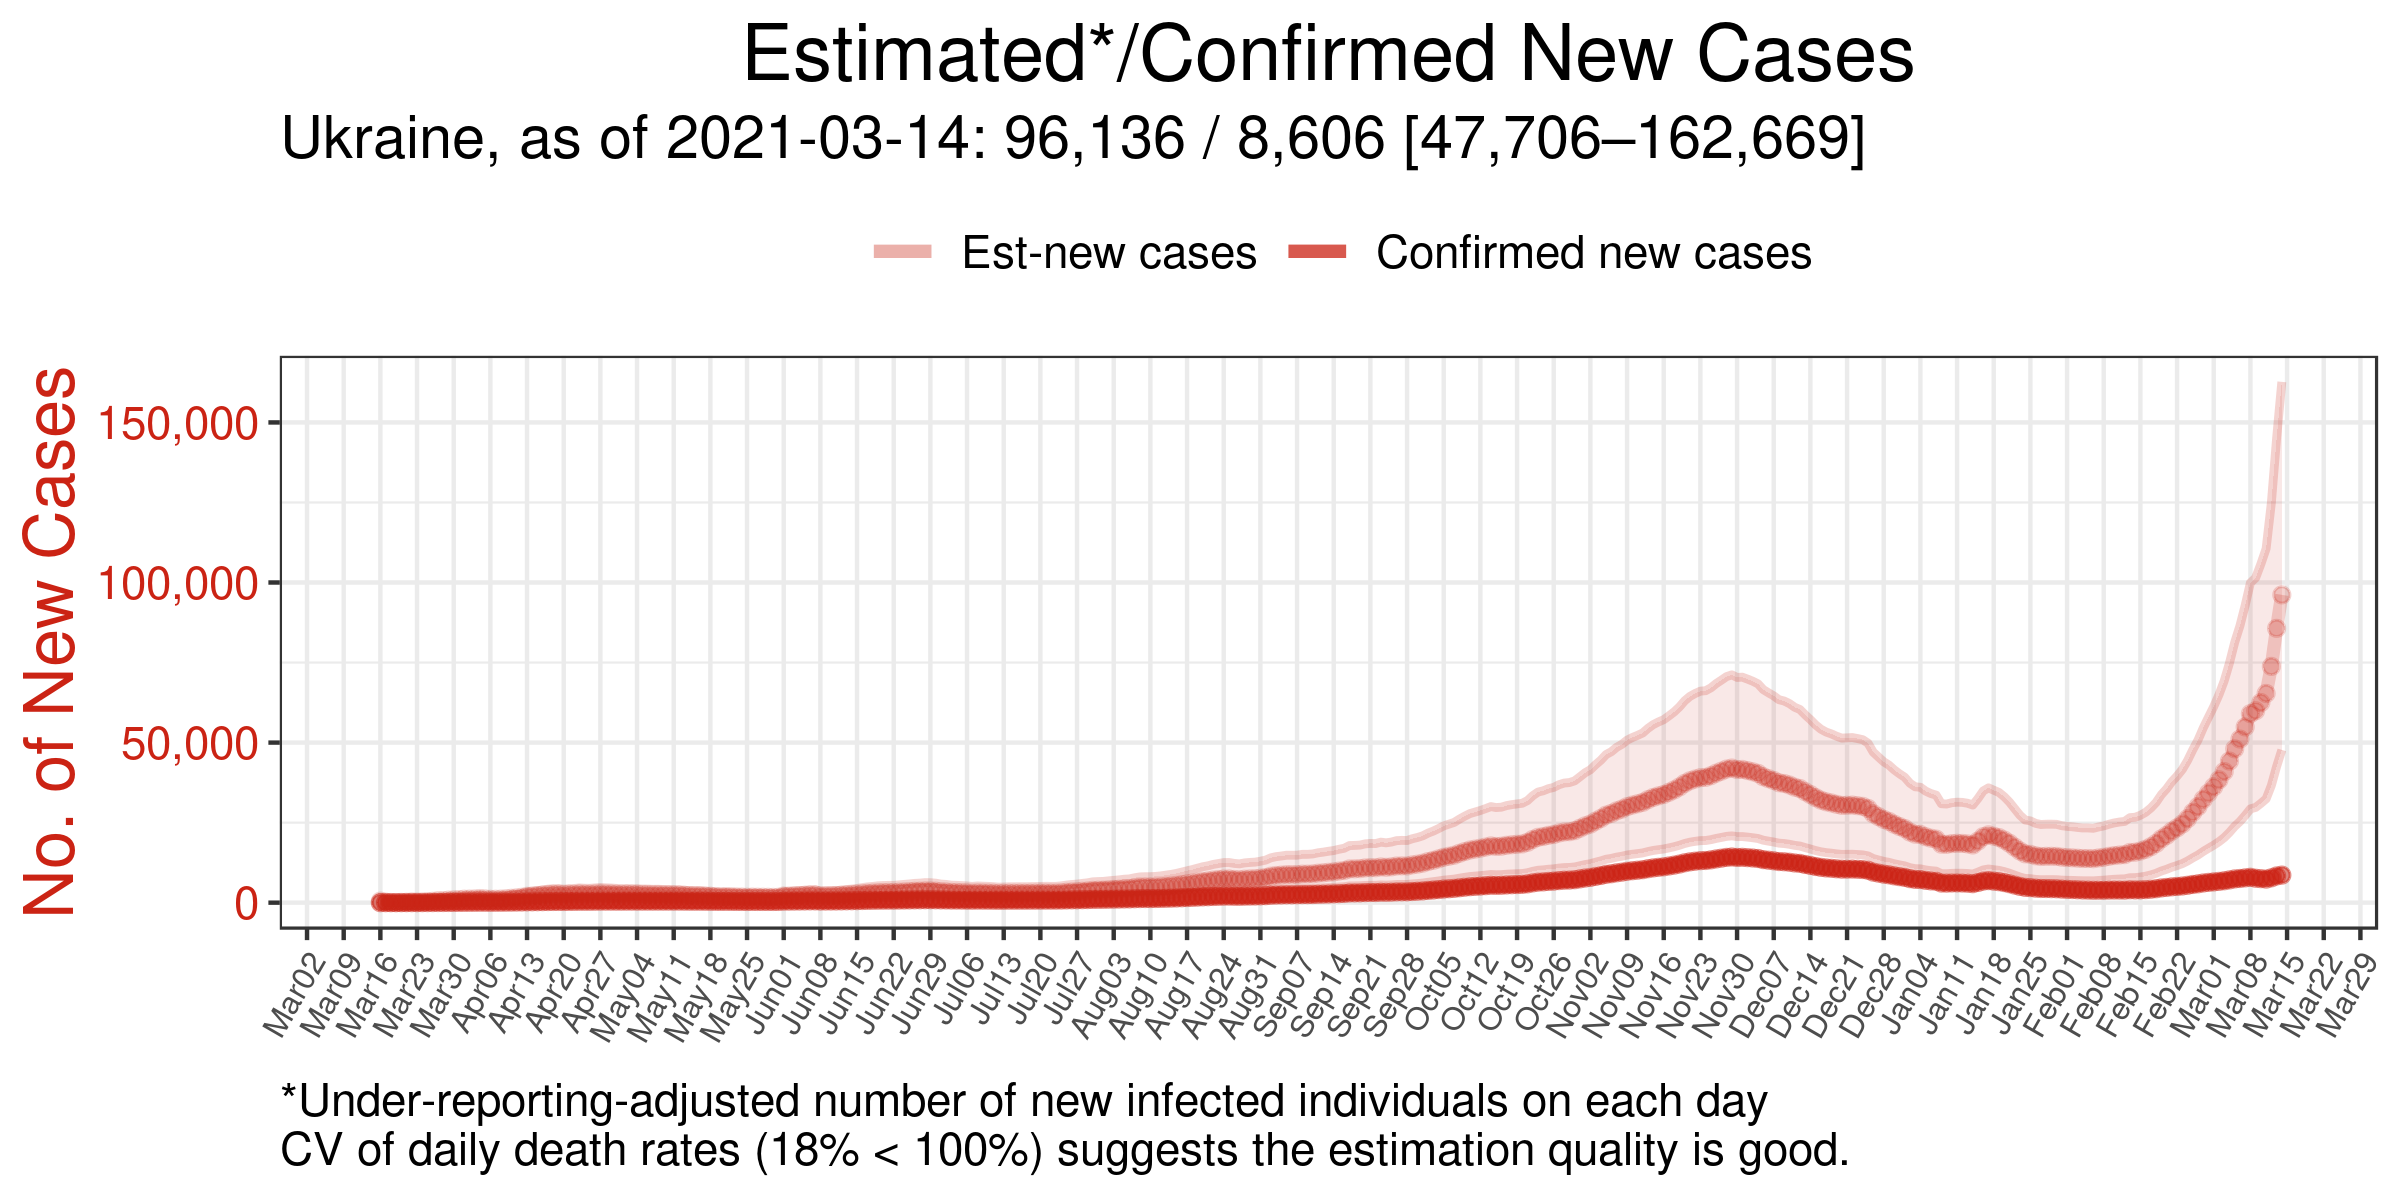 Estimated*/Confirmed New Cases
Ukraine, as of 2021-03-14: 96,136 / 8,606 [47,706–162,669]
Est-new cases Confirmed new cases
No. of New Cases
150,000
100,000
50,000
0
Mar02 Mar09 Mar16 Mar23 Mar30 Apr06 Apr13 Apr20 Apr27 May04 May11 May18 May25 Jun01 Jun08 Jun15 Jun22 Jun29 Jul06 Jul13 Jul20 Jul27 Aug03 Aug10 Aug17 Aug24 Aug31 Sep07 Sep14 Sep21 Sep28 Oct05 Oct12 Oct19 Oct26 Nov02 Nov09 Nov16 Nov23 Nov30 Dec07 Dec14 Dec21 Dec28 Jan04 Jan11 Jan18 Jan25 Feb01 Feb08 Feb15 Feb22 Mar01 Mar08 Mar15 Mar22 Mar29
*Under-reporting-adjusted number of new infected individuals on each day
CV of daily death rates (18% < 100%) suggests the estimation quality is good.